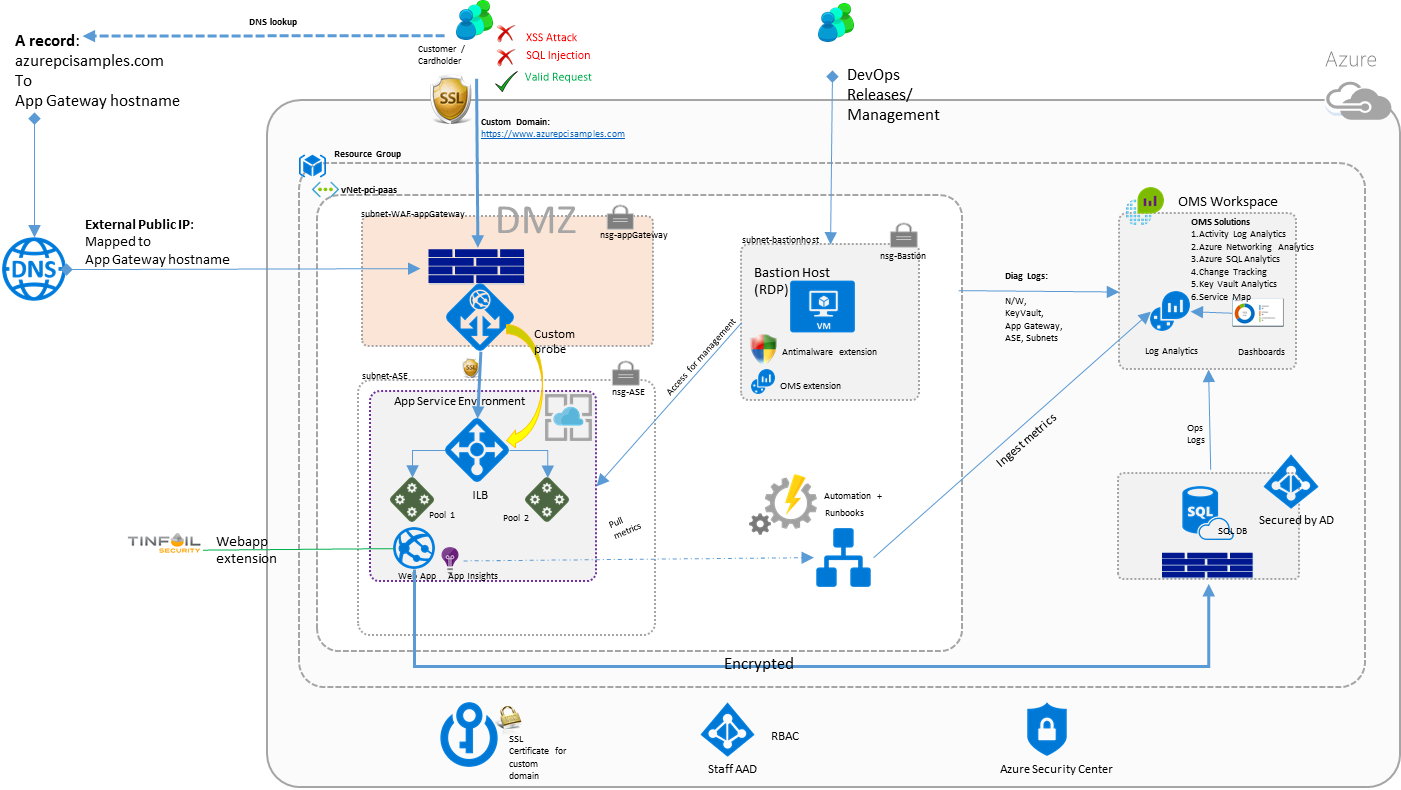 DNS lookup
A record:
azurepcisamples.com
To
App Gateway hostname
Customer /
Cardholder
XSS Attack
SQL Injection
Valid Request
SSL
Custom Domain:
https://www.azurepcisamples.com
DevOps
Releases/
Management
Azure
Resource Group
vNet-pci-paas
subnet-WAF-appGateway
DMZ
nsg-appGateway
External Public IP:
Mapped to
App Gateway hostname
DNS
Custom
probe
SSL
subnet-bastionhost
nsg-Bastion
Bastion Host
(RDP)
VM
Antimalware extension
OMS extension
Access for management
Diag Logs:
N/W,
KeyVault,
App Gateway,
ASE, Subnets
OMS Workspace
OMS Solutions
1.Activity Log Analytics
2.Azure Networking Analytics
3.Azure SQL Analytics
4.Change Tracking
5.Key Vault Analytics
6.Service Map
Log Analytics
Dashboards
subnet-ASE
nsg-ASE
App Service Environment
ILB
Pool 1
Pool 2
Web App
App Insights
TINFOIL
SECURITY
Webapp
extension
Pull
metrics
Automation +
Runbooks
Ingest metrics
Ops
Logs
SQL
SQL DB
Secured by AD
Encrypted
SSL
Certificate for
custom
domain
RBAC
Staff AAD
Azure Security Center